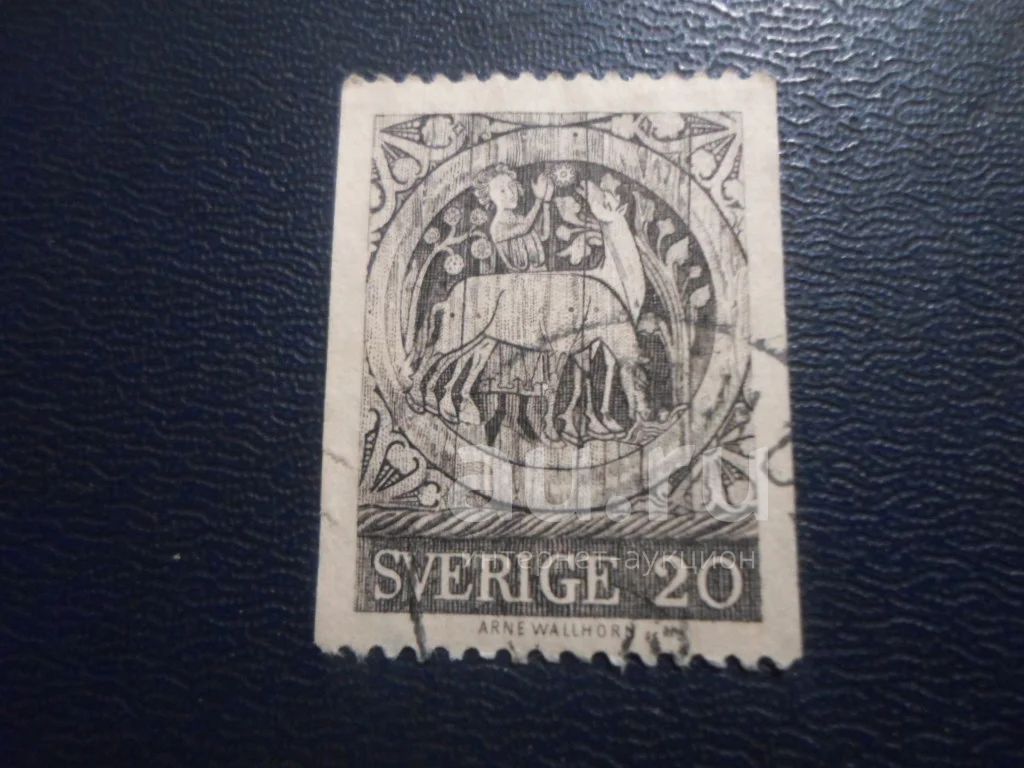 au.ru
интернет-аукцион
SVERIGE 20
ARNE WALLHORN